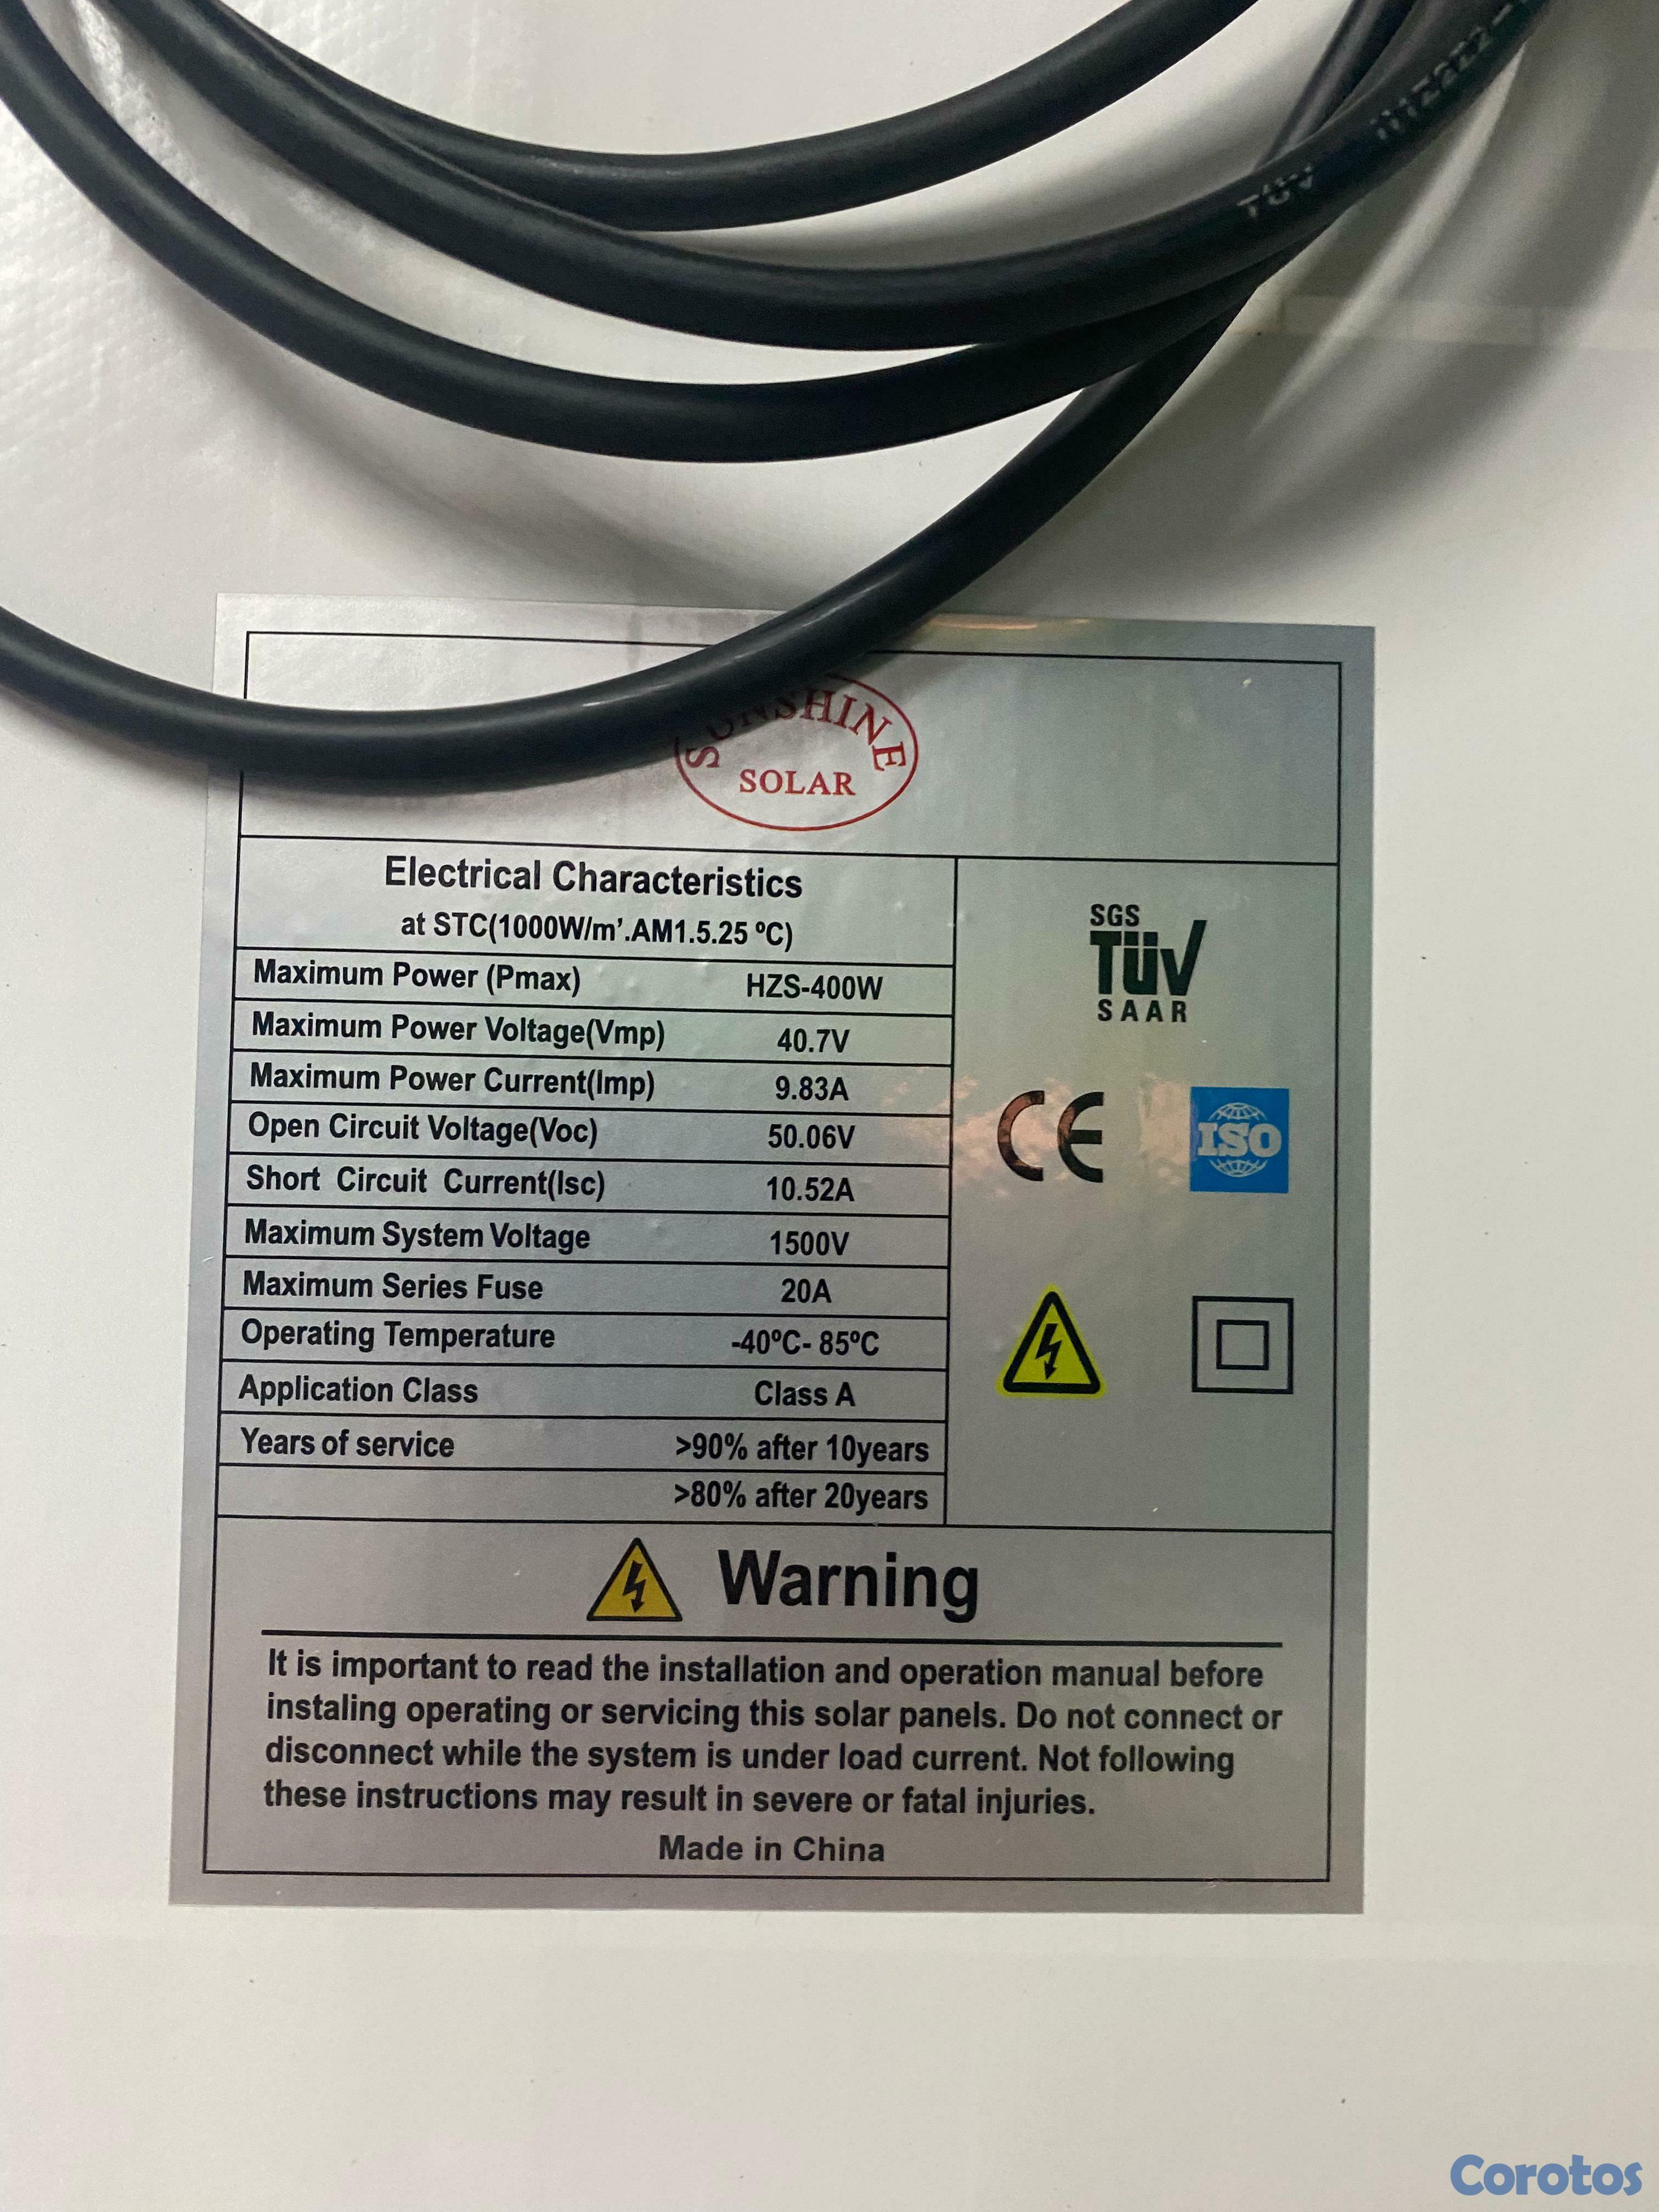 TÜV
SUNSHINE
SOLAR
Electrical Characteristics
at STC(1000W/m’.AM1.5.25 ºC)
Maximum Power (Pmax) HZS-400W
Maximum Power Voltage(Vmp) 40.7V
Maximum Power Current(Imp) 9.83A
Open Circuit Voltage(Voc) 50.06V
Short Circuit Current(Isc) 10.52A
Maximum System Voltage 1500V
Maximum Series Fuse 20A
Operating Temperature -40ºC- 85ºC
Application Class Class A
Years of service >90% after 10years
>80% after 20years
SGS
TÜV
SAAR
CE
ISO
Warning
It is important to read the installation and operation manual before
instaling operating or servicing this solar panels. Do not connect or
disconnect while the system is under load current. Not following
these instructions may result in severe or fatal injuries.
Made in China
Corotos